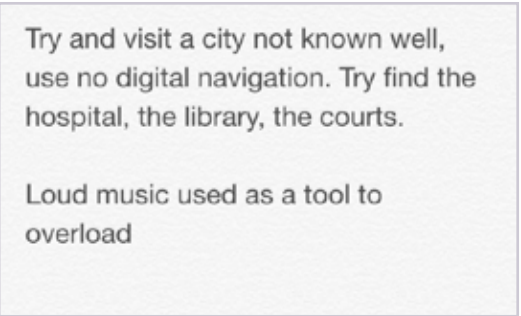 Try and visit a city not known well,
use no digital navigation. Try find the
hospital, the library, the courts.
Loud music used as a tool to
overload